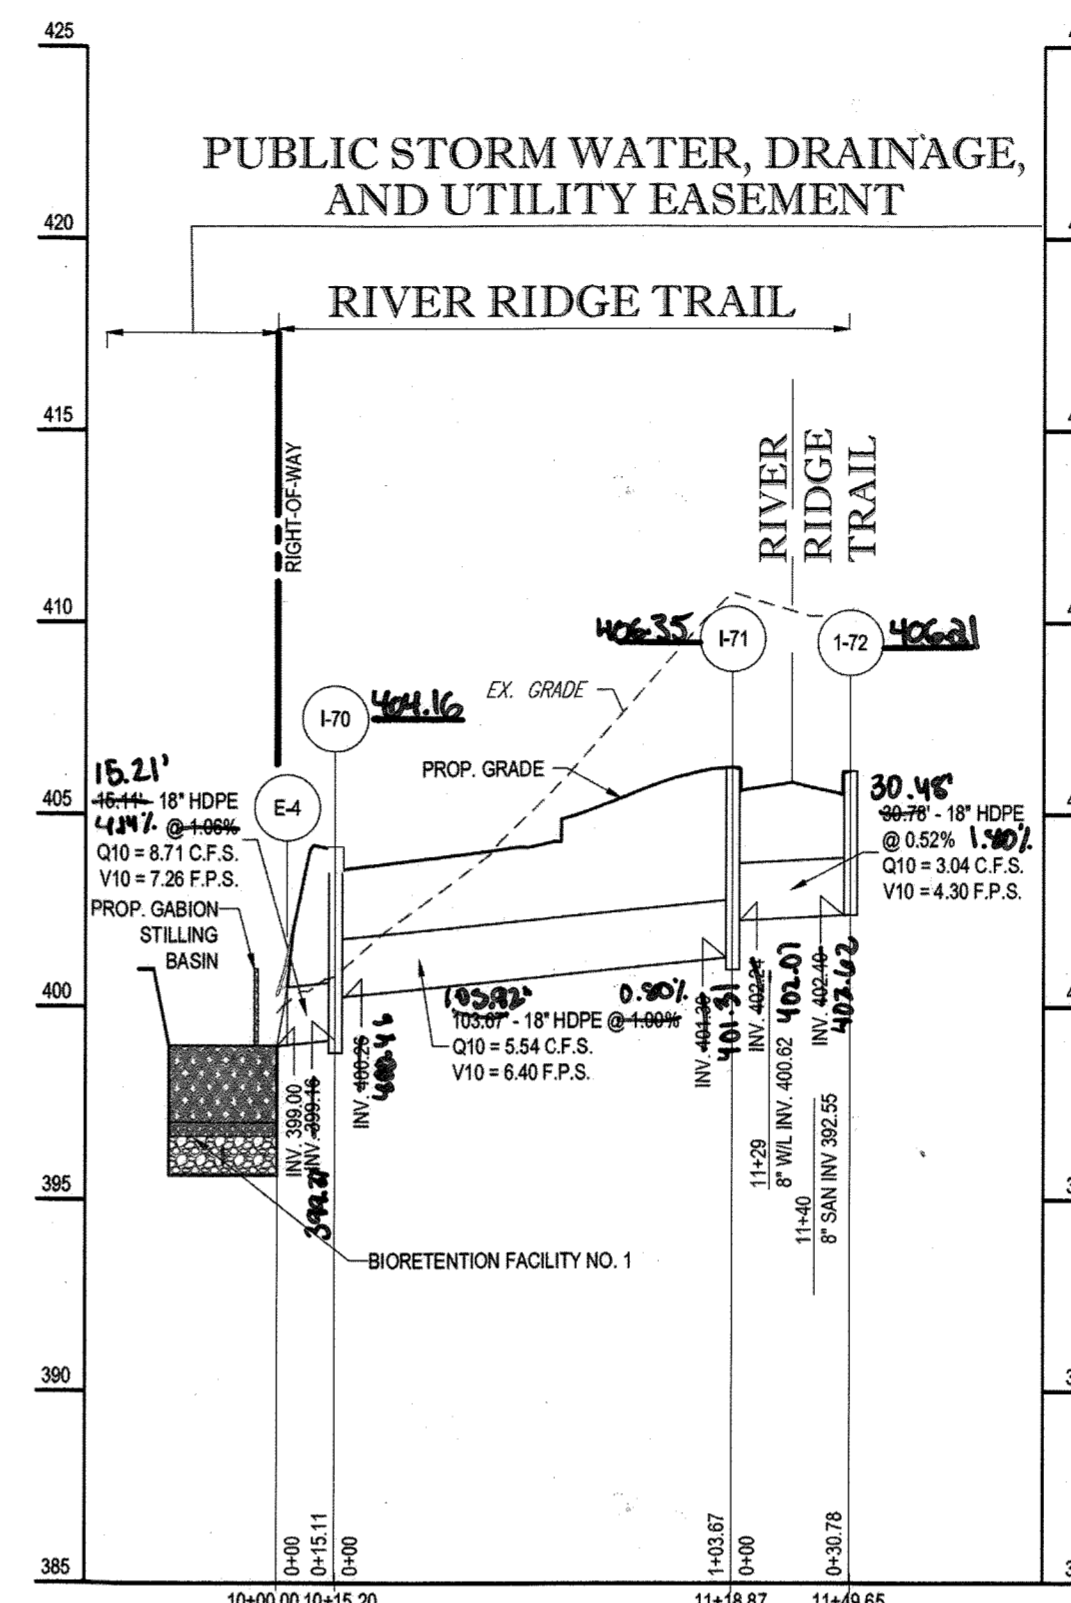 425
PUBLIC STORM WATER, DRAINAGE,
AND UTILITY EASEMENT
420
RIVER RIDGE TRAIL
415
RIGHT-OF-WAY
RIVER
RIDGE
TRAIL
410
406.35
I-71
1-72
406.21
I-70
404.16
EX. GRADE
PROP. GRADE
405
15.21'
15.11' - 18" HDPE
@ 1.06%
Q10 = 8.71 C.F.S.
V10 = 7.26 F.P.S.
E-4
30.48'
30.78' - 18" HDPE
@ 0.52% 1.80%
Q10 = 3.04 C.F.S.
V10 = 4.30 F.P.S.
PROP. GABION
STILLING
BASIN
400
103.92' 0.80%
103.67' - 18" HDPE @ 1.00%
Q10 = 5.54 C.F.S.
V10 = 6.40 F.P.S.
INV. 399.00
INV. 399.16
INV. 400.26
INV. 401.30
401.31
INV. 402.24
402.07
INV. 402.40
402.62
11+29
8" W/L INV. 400.62
11+40
8" SAN INV 392.55
395
BIORETENTION FACILITY NO. 1
390
385
0+00
0+15.11
0+00
1+03.67
0+00
0+30.78
10+00.00 10+15.20
11+18.87
11+49.65